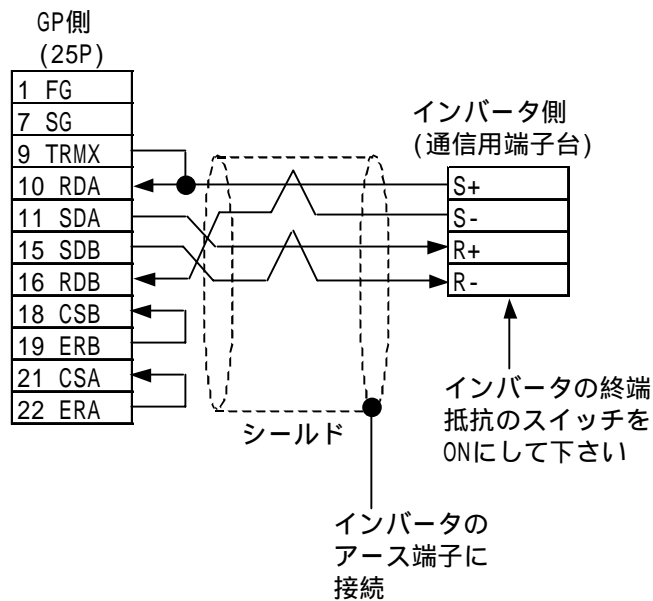 GP側
(25P)
1 FG
7 SG
9 TRMX
10 RDA
11 SDA
15 SDB
16 RDB
18 CSB
19 ERB
21 CSA
22 ERA
シールド
インバータ側
(通信用端子台)
S+
S-
R+
R-
インバータの終端
抵抗のスイッチを
ONにして下さい
インバータの
アース端子に
接続